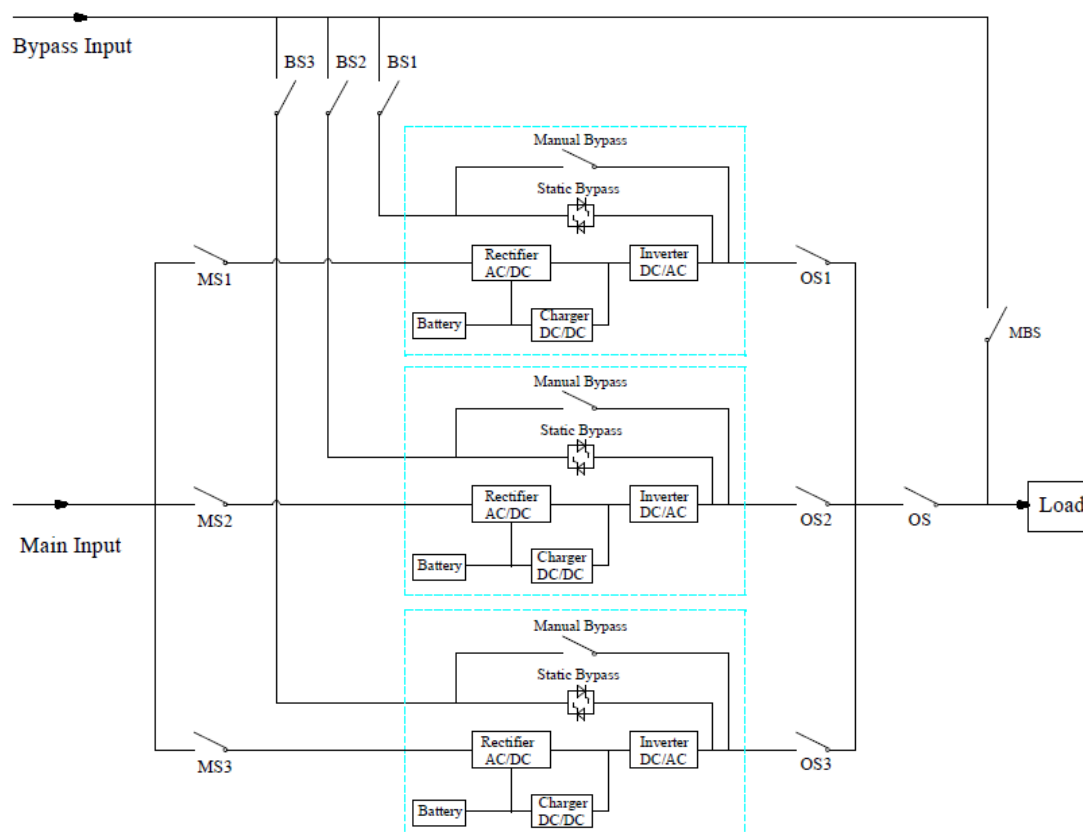 Bypass Input
BS3
BS2
BS1
Manual Bypass
Static Bypass
MS1
Rectifier
AC/DC
Inverter
DC/AC
OS1
Battery
Charger
DC/DC
MBS
Manual Bypass
Static Bypass
Main Input
MS2
Rectifier
AC/DC
Inverter
DC/AC
OS2
OS
Load
Battery
Charger
DC/DC
Manual Bypass
Static Bypass
MS3
Rectifier
AC/DC
Inverter
DC/AC
OS3
Battery
Charger
DC/DC